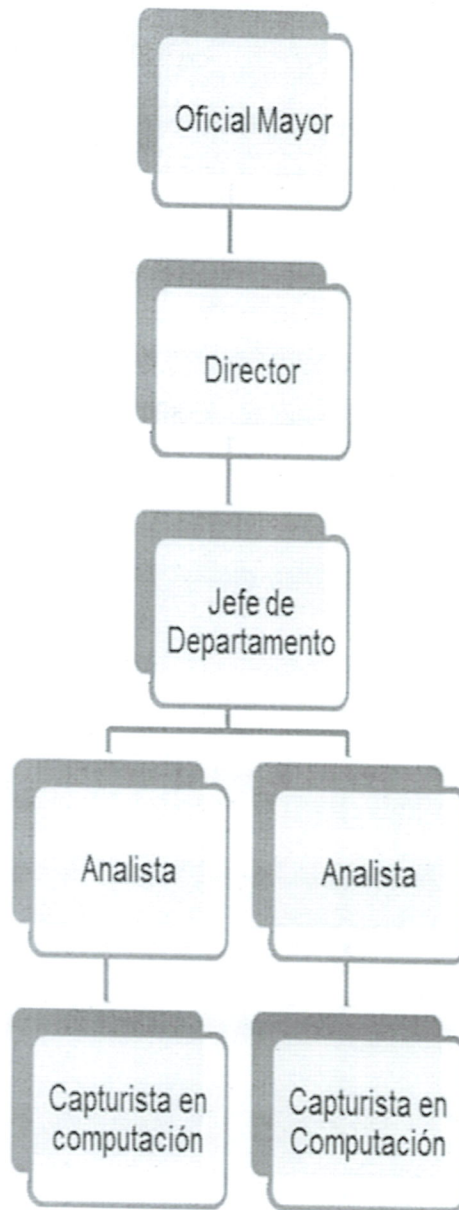 Oficial Mayor
Director
Jefe de
Departamento
Analista
Analista
Capturista en
computación
Capturista en
Computación